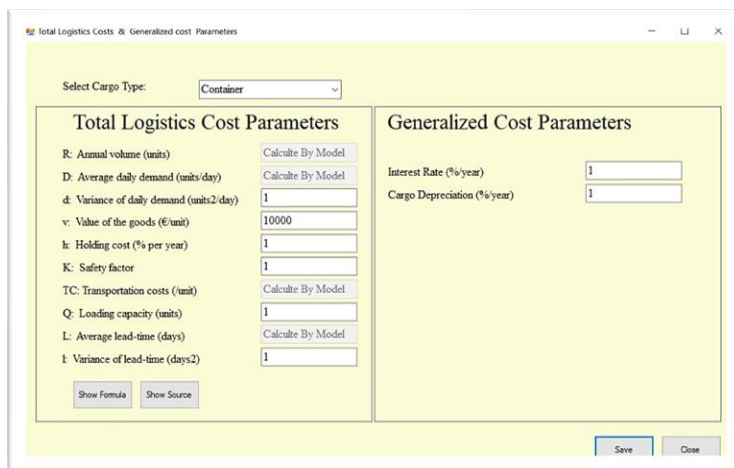 Total Logistics Costs & Generalized cost Parameters
Select Cargo Type:
Container
Total Logistics Cost Parameters
R: Annual volume (units)
Calculte By Model
D: Average daily demand (units/day)
Calculte By Model
d: Variance of daily demand (units2/day)
1
v: Value of the goods (€/unit)
10000
h: Holding cost (% per year)
1
K: Safety factor
1
TC: Transportation costs (/unit)
Calculte By Model
Q: Loading capacity (units)
1
L: Average lead-time (days)
Calculte By Model
l: Variance of lead-time (days2)
1
Show Formula
Show Source
Generalized Cost Parameters
Interest Rate (%/year)
1
Cargo Depreciation (%/year)
1
Save
Close